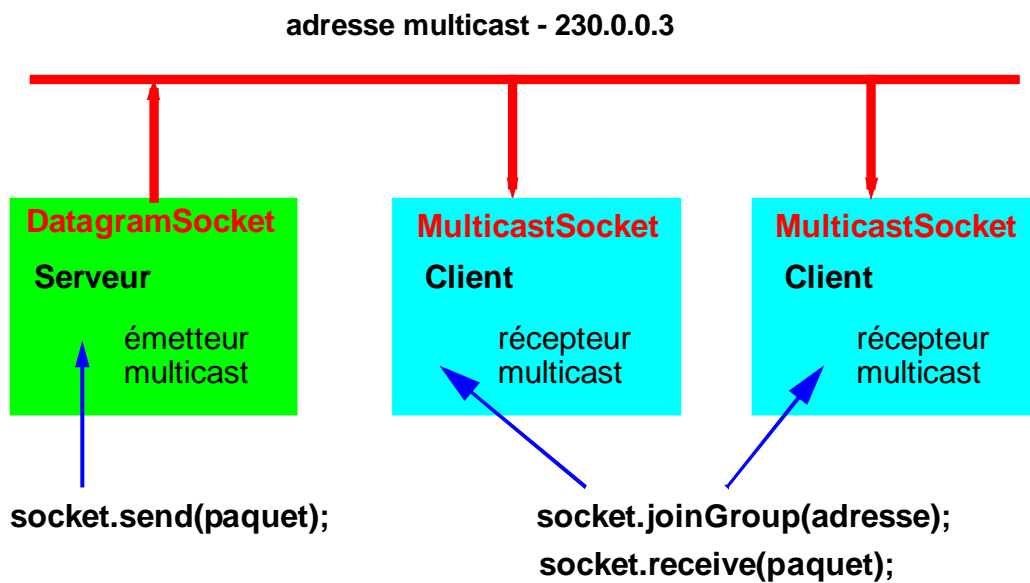 adresse multicast - 230.0.0.3
DatagramSocket
Serveur
émetteur
multicast
MulticastSocket
Client
récepteur
multicast
MulticastSocket
Client
récepteur
multicast
socket.send(paquet);
socket.joinGroup(adresse);
socket.receive(paquet);